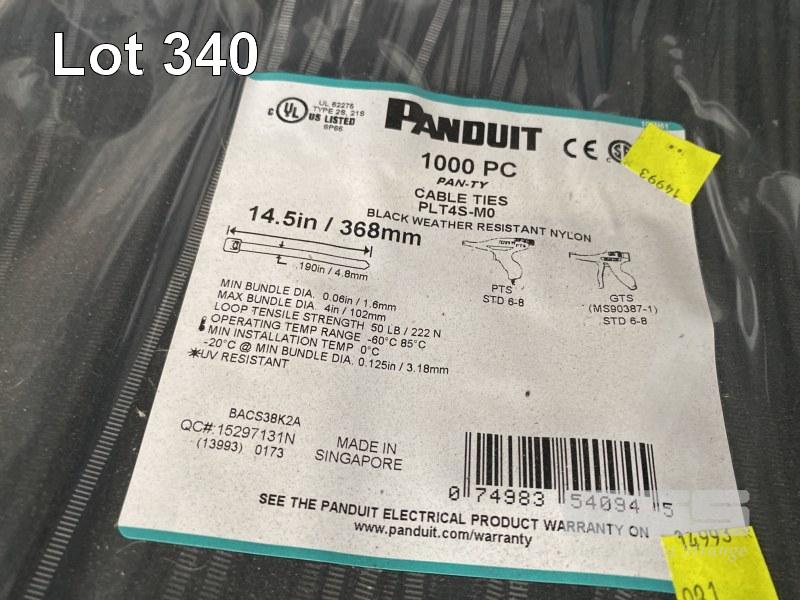 Lot 340
UL 62275
TYPE 2S, 21S
c UL US LISTED
6P66
PANDUIT
CE
14993
1000 PC
PAN-TY
CABLE TIES
PLT4S-M0
BLACK WEATHER RESISTANT NYLON
14.5in / 368mm
.190in / 4.8mm
PTS
STD 6-8
GTS
(MS90387-1)
STD 6-8
MIN BUNDLE DIA. 0.06in / 1.6mm
MAX BUNDLE DIA. 4in / 102mm
LOOP TENSILE STRENGTH 50 LB / 222 N
OPERATING TEMP RANGE -60°C 85°C
MIN INSTALLATION TEMP 0°C
-20°C @ MIN BUNDLE DIA. 0.125in / 3.18mm
*UV RESISTANT
BACS38K2A
QC#:15297131N
(13993) 0173
MADE IN
SINGAPORE
0 74983 54094 5
SEE THE PANDUIT ELECTRICAL PRODUCT WARRANTY ON
www.panduit.com/warranty
14993